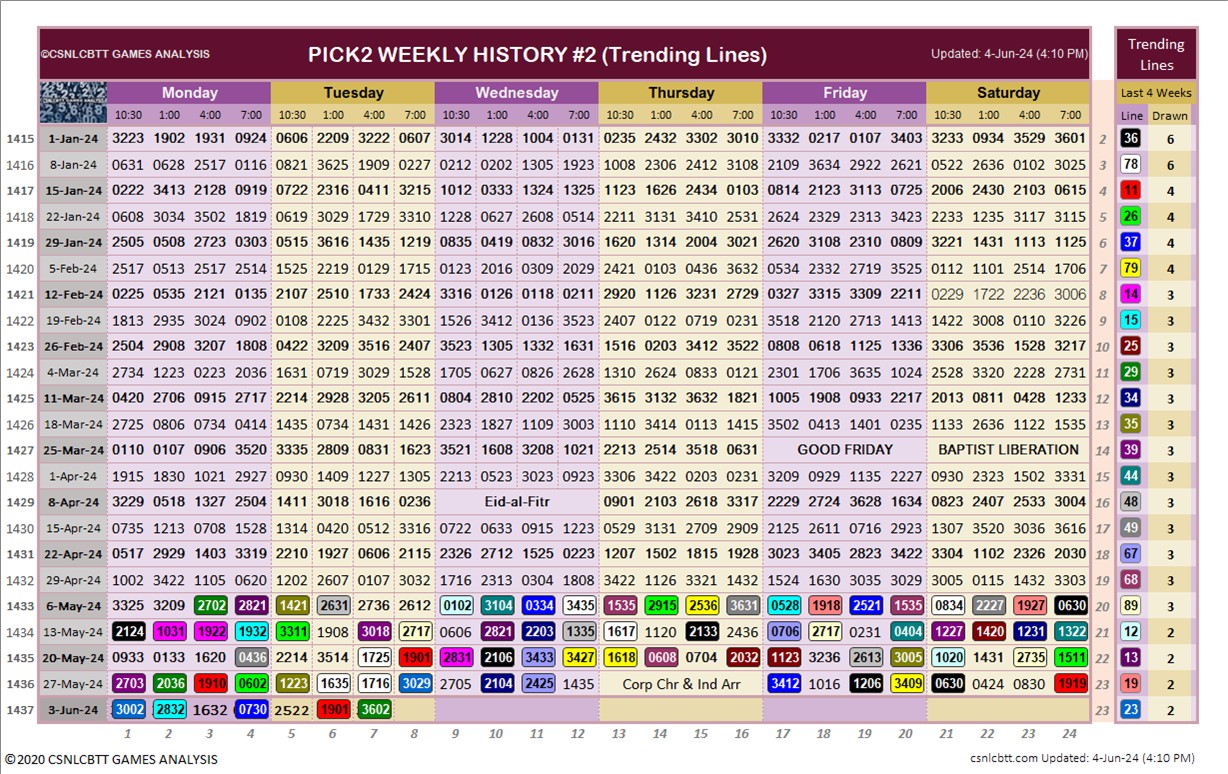 ©CSNLCBTT GAMES ANALYSIS PICK2 WEEKLY HISTORY #2 (Trending Lines) Updated: 4-Jun-24 (4:10 PM) Trending Lines
Monday Tuesday Wednesday Thursday Friday Saturday Last 4 Weeks
10:30 1:00 4:00 7:00 10:30 1:00 4:00 7:00 10:30 1:00 4:00 7:00 10:30 1:00 4:00 7:00 10:30 1:00 4:00 7:00 10:30 1:00 4:00 7:00 Line Drawn
1415 1-Jan-24 3223 1902 1931 0924 0606 2209 3222 0607 3014 1228 1004 0131 0235 2432 3302 3010 3332 0217 0107 3403 3233 0934 3529 3601 2 36 6
1416 8-Jan-24 0631 0628 2517 0116 0821 3625 1909 0227 0212 0202 1305 1923 1008 2306 2412 3108 2109 3634 2922 2621 0522 2636 0102 3025 3 78 6
1417 15-Jan-24 0222 3413 2128 0919 0722 2316 0411 3215 1012 0333 1324 1325 1123 1626 2434 0103 0814 2123 3113 0725 2006 2430 2103 0615 4 11 4
1418 22-Jan-24 0608 3034 3502 1819 0619 3029 1729 3310 1228 0627 2608 0514 2211 3131 3410 2531 2624 2329 2313 3423 2233 1235 3117 3115 5 26 4
1419 29-Jan-24 2505 0508 2723 0303 0515 3616 1435 1219 0835 0419 0832 3016 1620 1314 2004 3021 2620 3108 2310 0809 3221 1431 1113 1125 6 37 4
1420 5-Feb-24 2517 0513 2517 2514 1525 2219 0129 1715 0123 2016 0309 2029 2421 0103 0436 3632 0534 2332 2719 3525 0112 1101 2514 1706 7 79 4
1421 12-Feb-24 0225 0535 2121 0135 2107 2510 1733 2424 3316 0126 0118 0211 2920 1126 3231 2729 0327 3315 3309 2211 0229 1722 2236 3006 8 14 3
1422 19-Feb-24 1813 2935 3024 0902 0108 2225 3432 3301 1526 3412 0136 3523 2407 0122 0719 0231 3518 2120 2713 1413 1422 3008 0110 3226 9 15 3
1423 26-Feb-24 2504 2908 3207 1808 0422 3209 3516 2407 3523 1305 1332 1631 1516 0203 3412 3522 0808 0618 1125 1336 3306 3536 1528 3217 10 25 3
1424 4-Mar-24 2734 1223 0223 2036 1631 0719 3029 1528 1705 0627 0826 2628 1310 2624 0833 0121 2301 1706 3635 1024 2528 3320 2228 2731 11 29 3
1425 11-Mar-24 0420 2706 0915 2717 2214 2928 3205 2611 0804 2810 2202 0525 3615 3132 3632 1821 1005 1908 0933 2217 2013 0811 0428 1233 12 34 3
1426 18-Mar-24 2725 0806 0734 0414 1435 0734 1431 1426 2323 1827 1109 3003 1110 3414 0113 1415 3502 0413 1401 0235 1133 2636 1122 1535 13 35 3
1427 25-Mar-24 0110 0107 0906 3520 3335 2809 0831 1623 3521 1608 3208 1021 2213 2514 3518 0631 GOOD FRIDAY BAPTIST LIBERATION 14 39 3
1428 1-Apr-24 1915 1830 1021 2927 0930 1409 1227 1305 2213 0523 3023 0923 3306 3422 0203 0231 3209 0929 1135 2227 0930 2323 1502 3331 15 44 3
1429 8-Apr-24 3229 0518 1327 2504 1411 3018 1616 0236 Eid-al-Fitr 0901 2103 2618 3317 2229 2724 3628 1634 0823 2407 2533 3004 16 48 3
1430 15-Apr-24 0735 1213 0708 1528 1314 0420 0512 3316 0722 0633 0915 1223 0529 3131 2709 2909 2125 2611 0716 2923 1307 3520 3036 3616 17 49 3
1431 22-Apr-24 0517 2929 1403 3319 2210 1927 0606 2115 2326 2712 1525 0223 1207 1502 1815 1928 3023 3405 2823 3422 3304 1102 2326 2030 18 67 3
1432 29-Apr-24 1002 3422 1105 0620 1202 2607 0107 3032 1716 2313 0304 1808 3422 1126 3321 1432 1524 1630 3035 3029 3005 0115 1432 3303 19 68 3
1433 6-May-24 3325 3209 2702 2821 1421 2631 2736 2612 0102 3104 0334 3435 1535 2915 2536 3631 0528 1918 2521 1535 0834 2227 1927 0630 20 89 3
1434 13-May-24 2124 1031 1922 1932 3311 1908 3018 2717 0606 2821 2203 1335 1617 1120 2133 2436 0706 2717 0231 0404 1227 1420 1231 1322 21 12 2
1435 20-May-24 0933 0133 1620 0436 2214 3514 1725 1901 2831 2106 3433 3427 1618 0608 0704 2032 1123 3236 2613 3005 1020 1431 2735 1511 22 13 2
1436 27-May-24 2703 2036 1910 0602 1223 1635 1716 3029 2705 2104 2425 1435 Corp Chr & Ind Arr 3412 1016 1206 3409 0630 0424 0830 1919 23 19 2
1437 3-Jun-24 3002 2832 1632 0730 2522 1901 3602 23 23 2
1 2 3 4 5 6 7 8 9 10 11 12 13 14 15 16 17 18 19 20 21 22 23 24
©2020 CSNLCBTT GAMES ANALYSIS csnlcbtt.com Updated: 4-Jun-24 (4:10 PM)